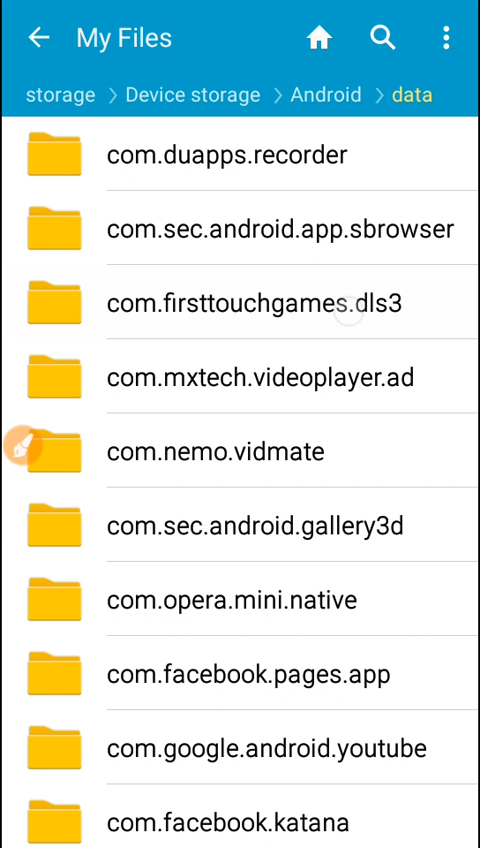 My Files
storage Device storage Android data
com.duapps.recorder
com.sec.android.app.sbrowser
com.firsttouchgames.dls3
com.mxtech.videoplayer.ad
com.nemo.vidmate
com.sec.android.gallery3d
com.opera.mini.native
com.facebook.pages.app
com.google.android.youtube
com.facebook.katana